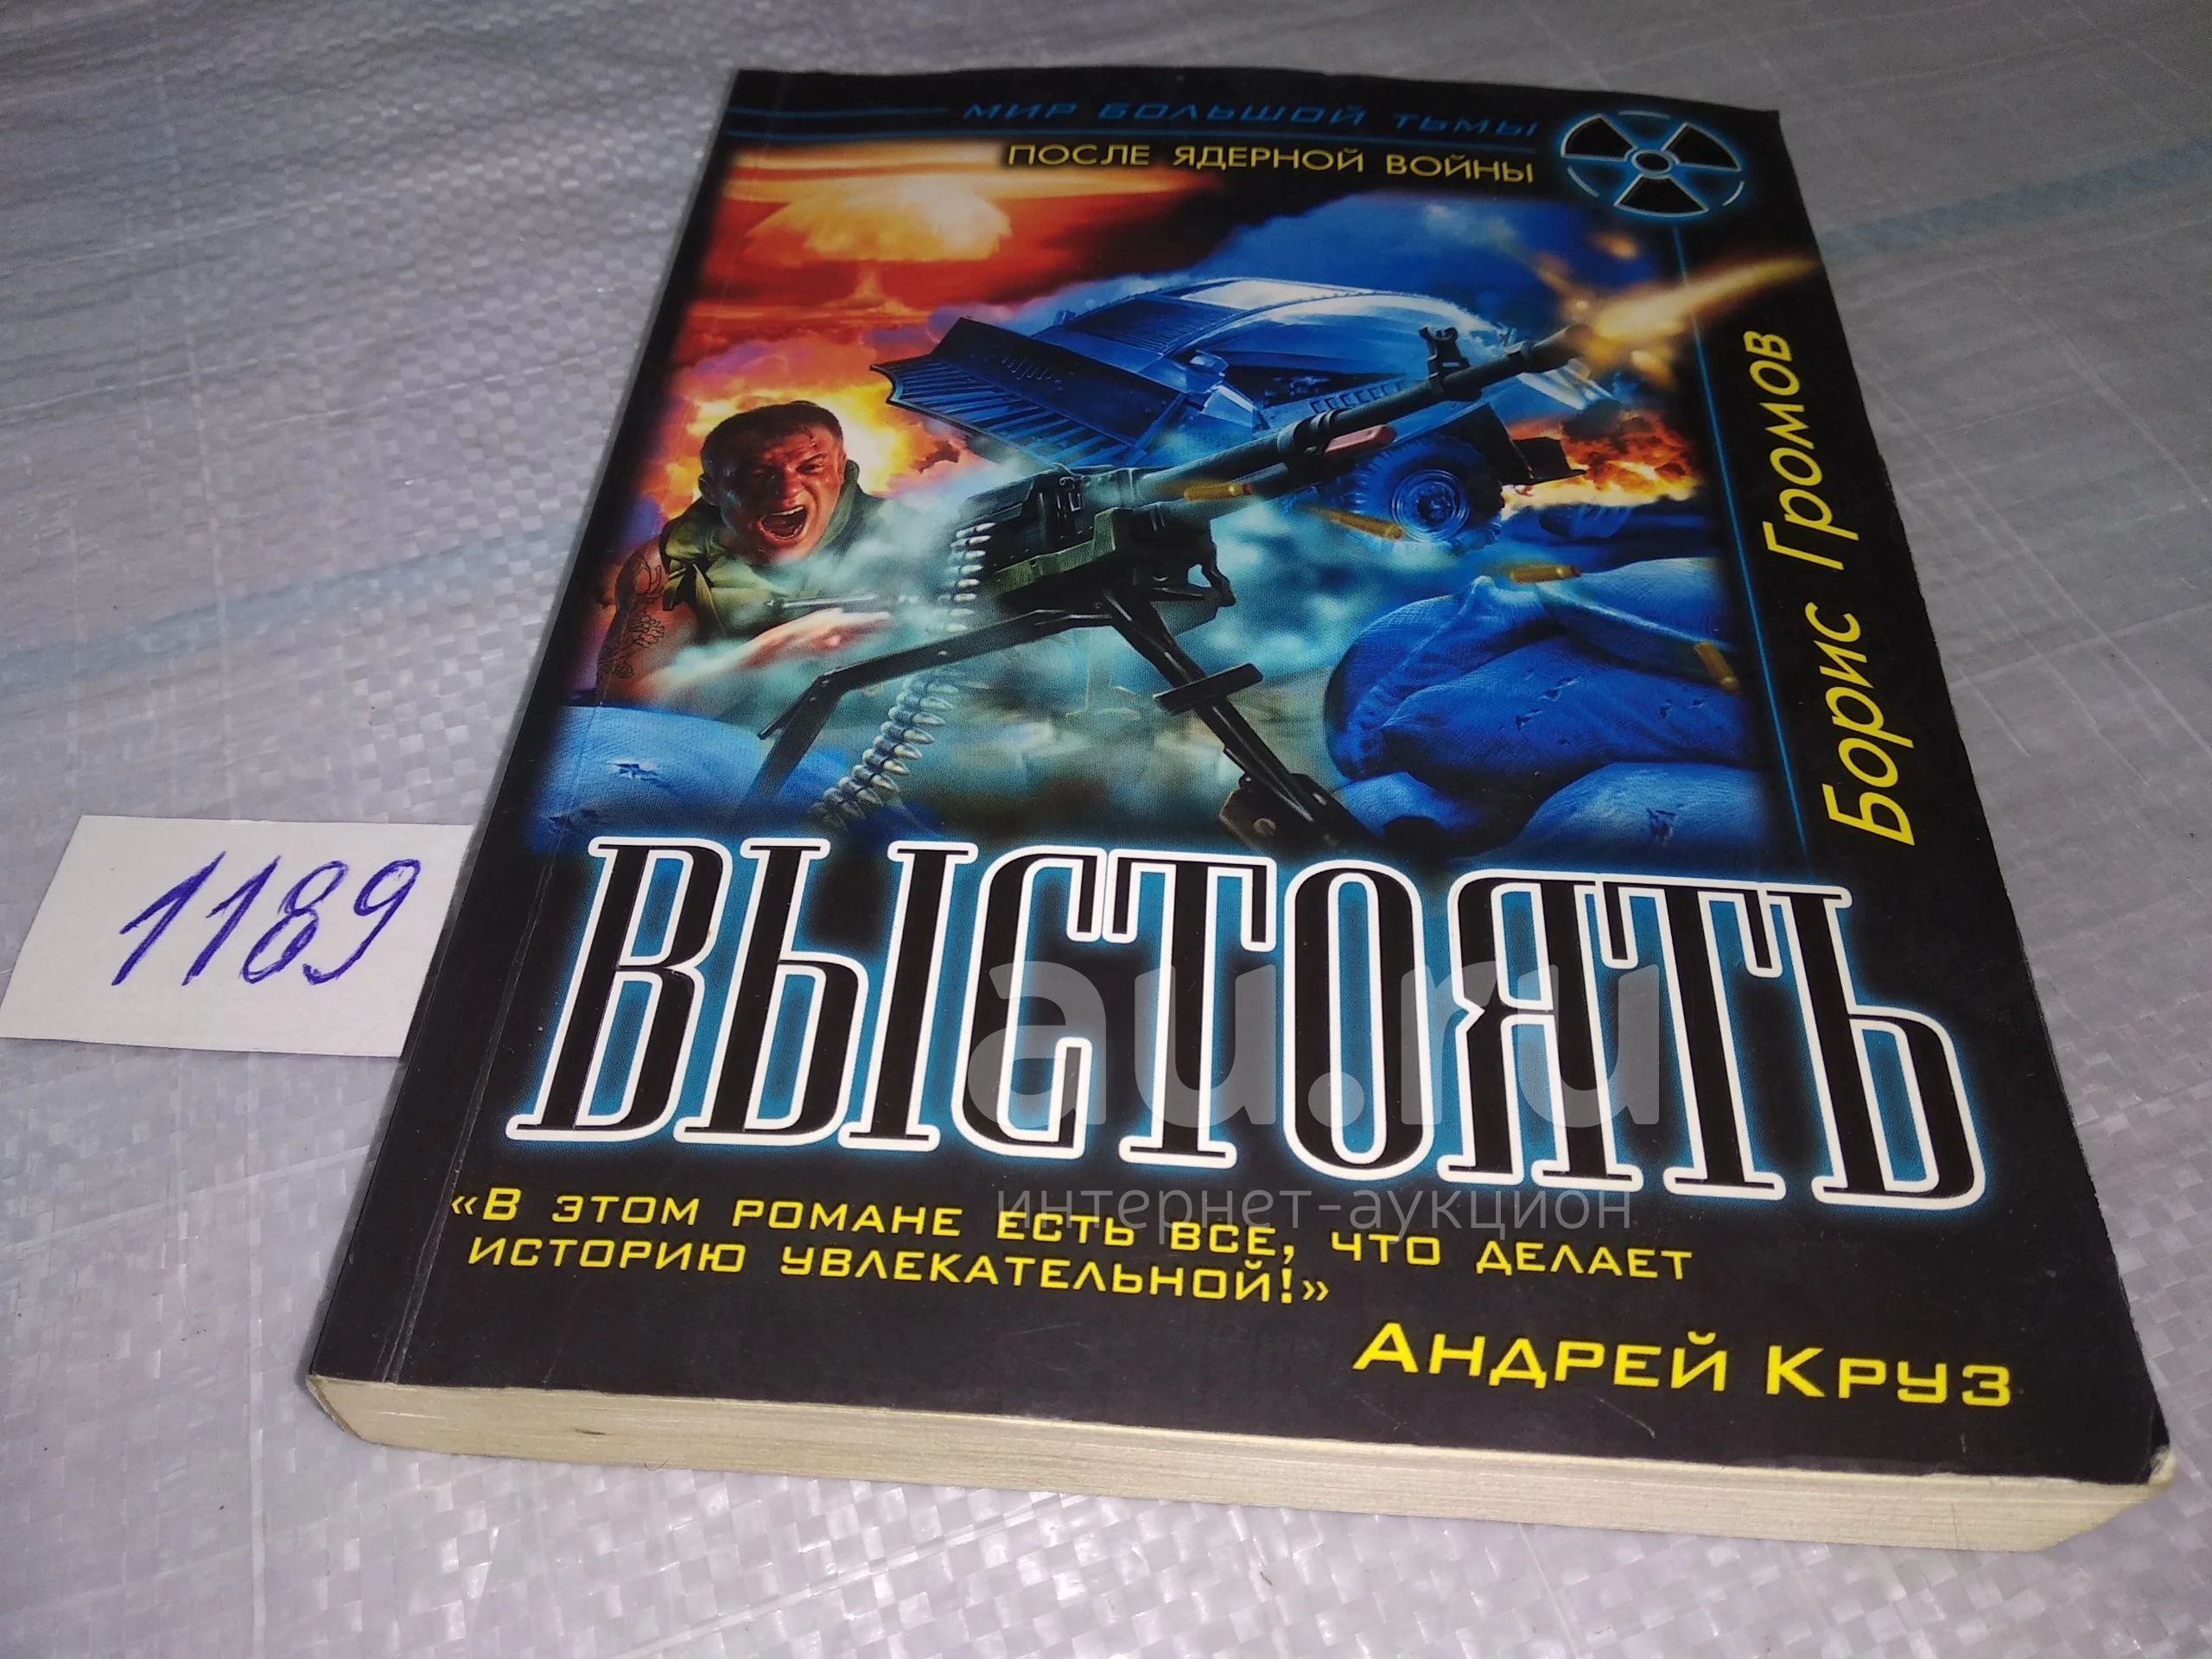 МИР БОЛЬШОЙ ТЬМЫ
ПОСЛЕ ЯДЕРНОЙ ВОЙНЫ
Борис Громов
1189
ВЫСТОЯТЬ
au.ru
интернет-аукцион
«В ЭТОМ РОМАНЕ ЕСТЬ ВСЕ, ЧТО ДЕЛАЕТ
ИСТОРИЮ УВЛЕКАТЕЛЬНОЙ!»
АНДРЕЙ КРУЗ